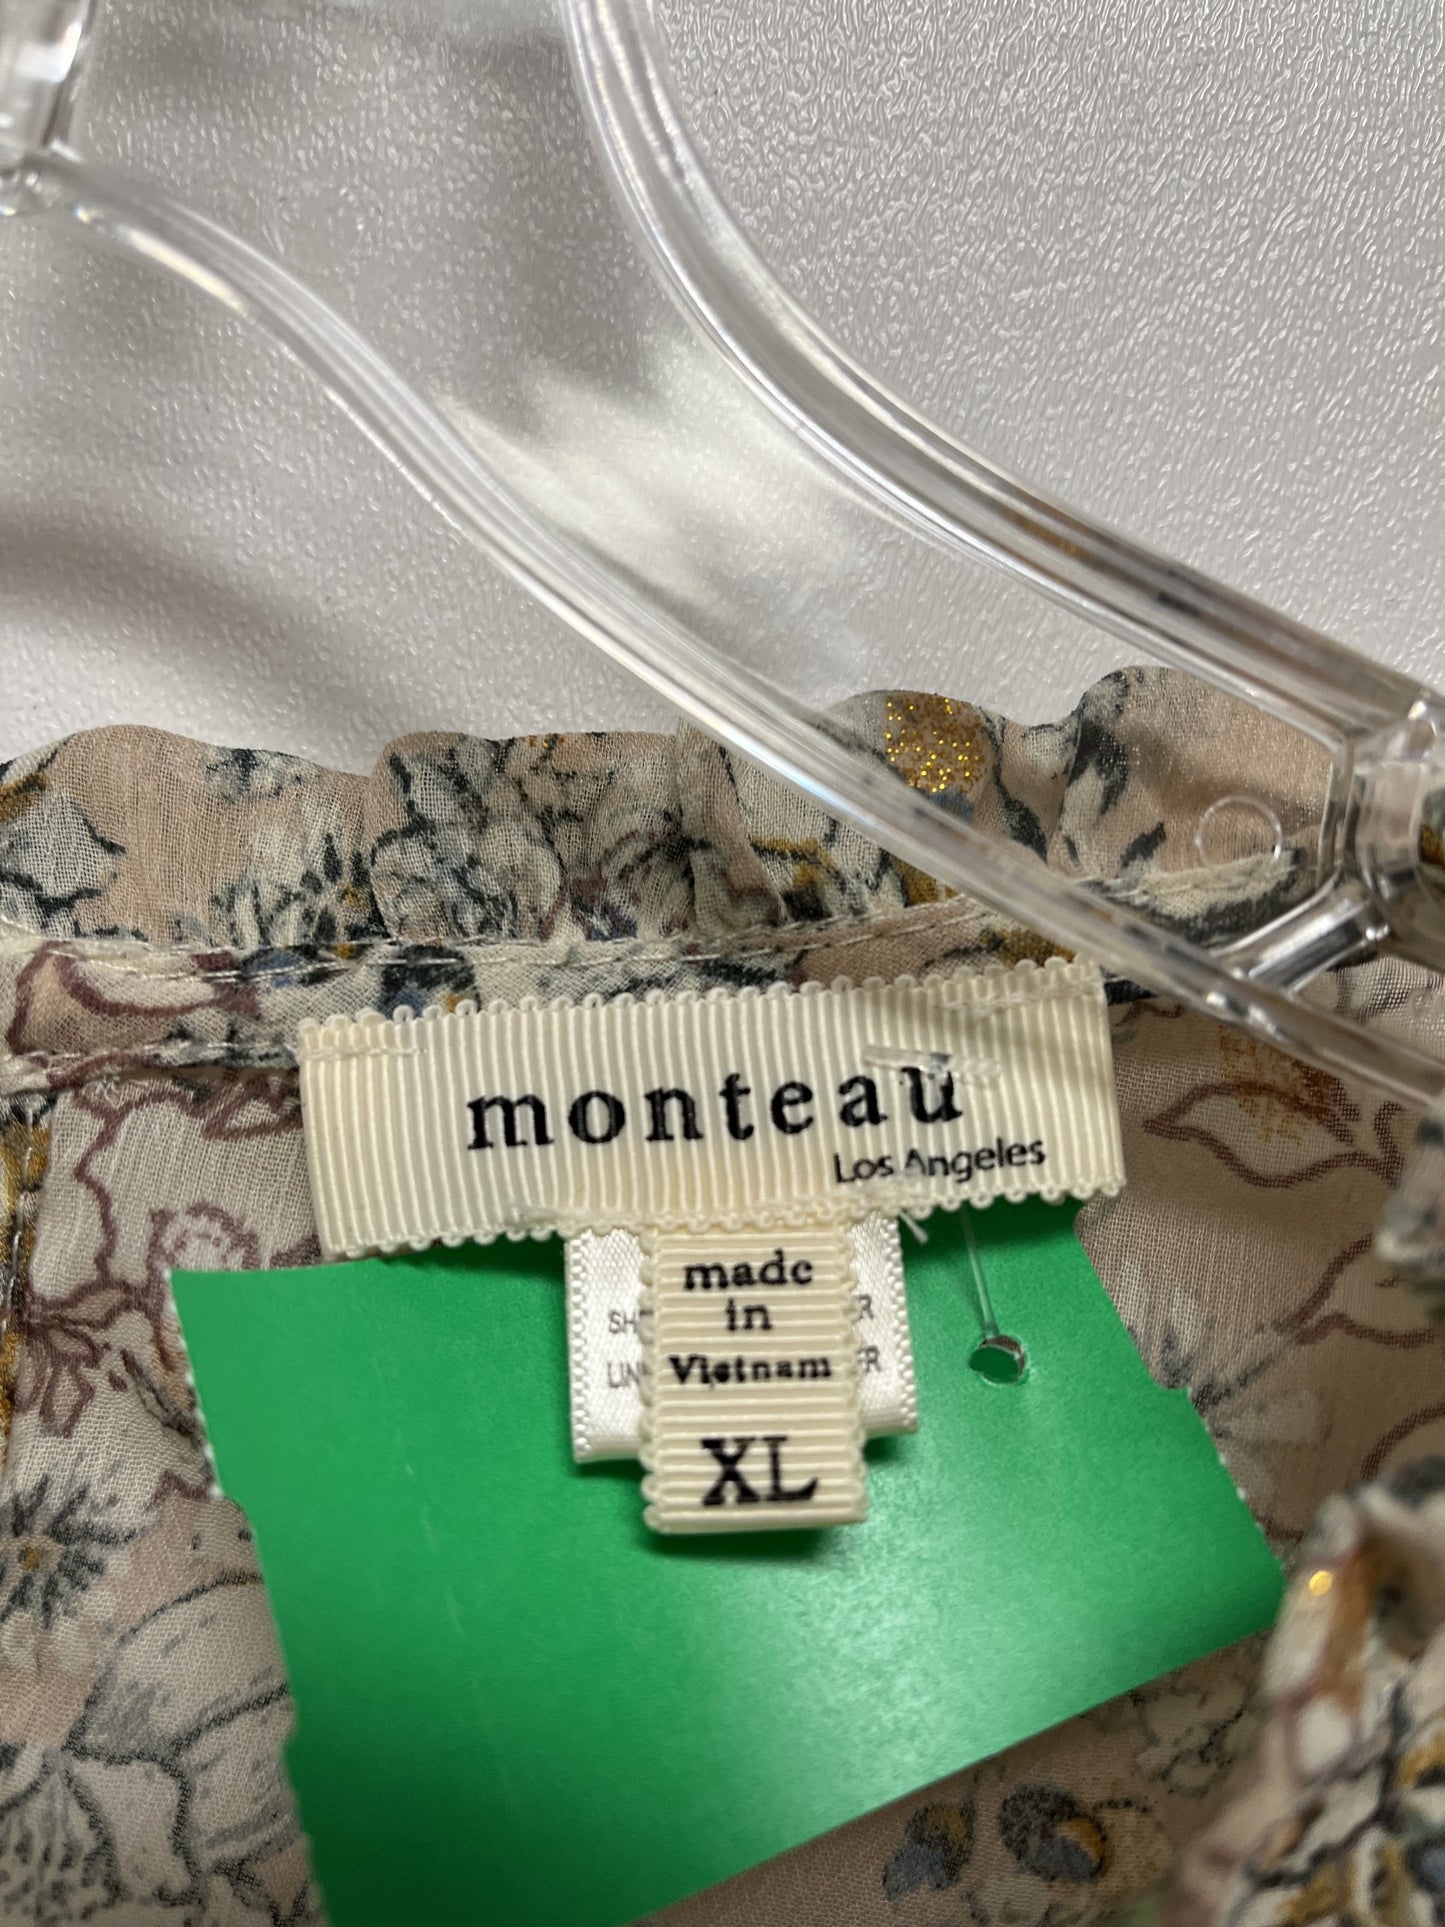 monteau
Los Angeles
made
in
Vietnam
XL